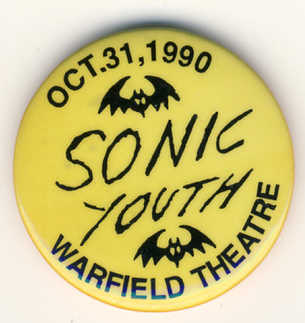 OCT.31,1990
SONIC
YOUTH
WARFIELD THEATRE